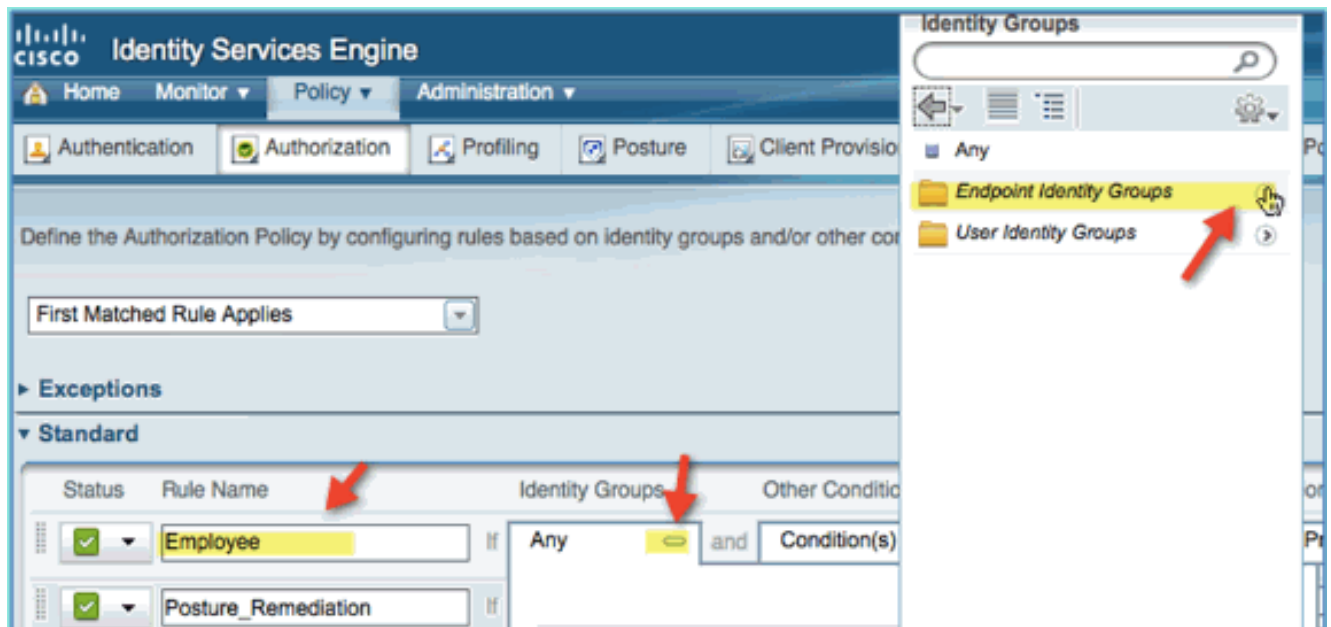 CISCO Identity Services Engine
Home Monitor Policy Administration
Authentication Authorization Profiling Posture Client Provisio
Define the Authorization Policy by configuring rules based on identity groups and/or other cor
First Matched Rule Applies
Exceptions
Standard
Status Rule Name Identity Groups Other Conditio
Employee If Any and Condition(s)
Posture_Remediation If
Identity Groups
Any
Endpoint Identity Groups
User Identity Groups